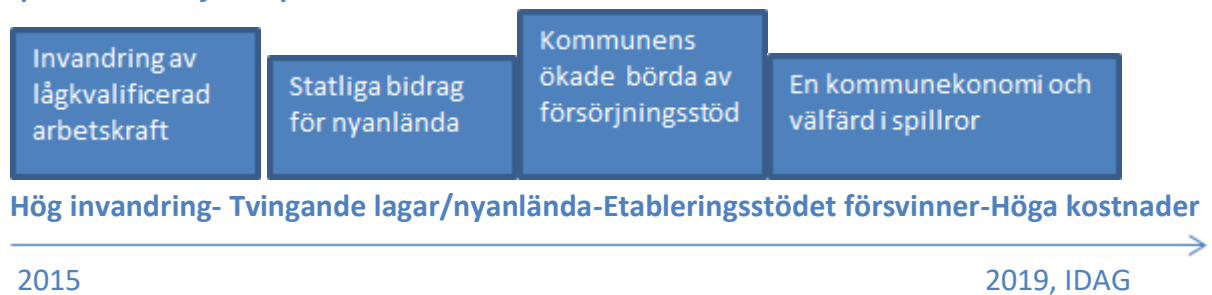 Invandring av
lågkvalificerad
arbetskraft
Statliga bidrag
för nyanlända
Kommunens
ökade börda av
försörjningsstöd
En kommunekonomi och
välfärd i spillror
Hög invandring- Tvingande lagar/nyanlända-Etableringsstödet försvinner-Höga kostnader
2015
2019, IDAG